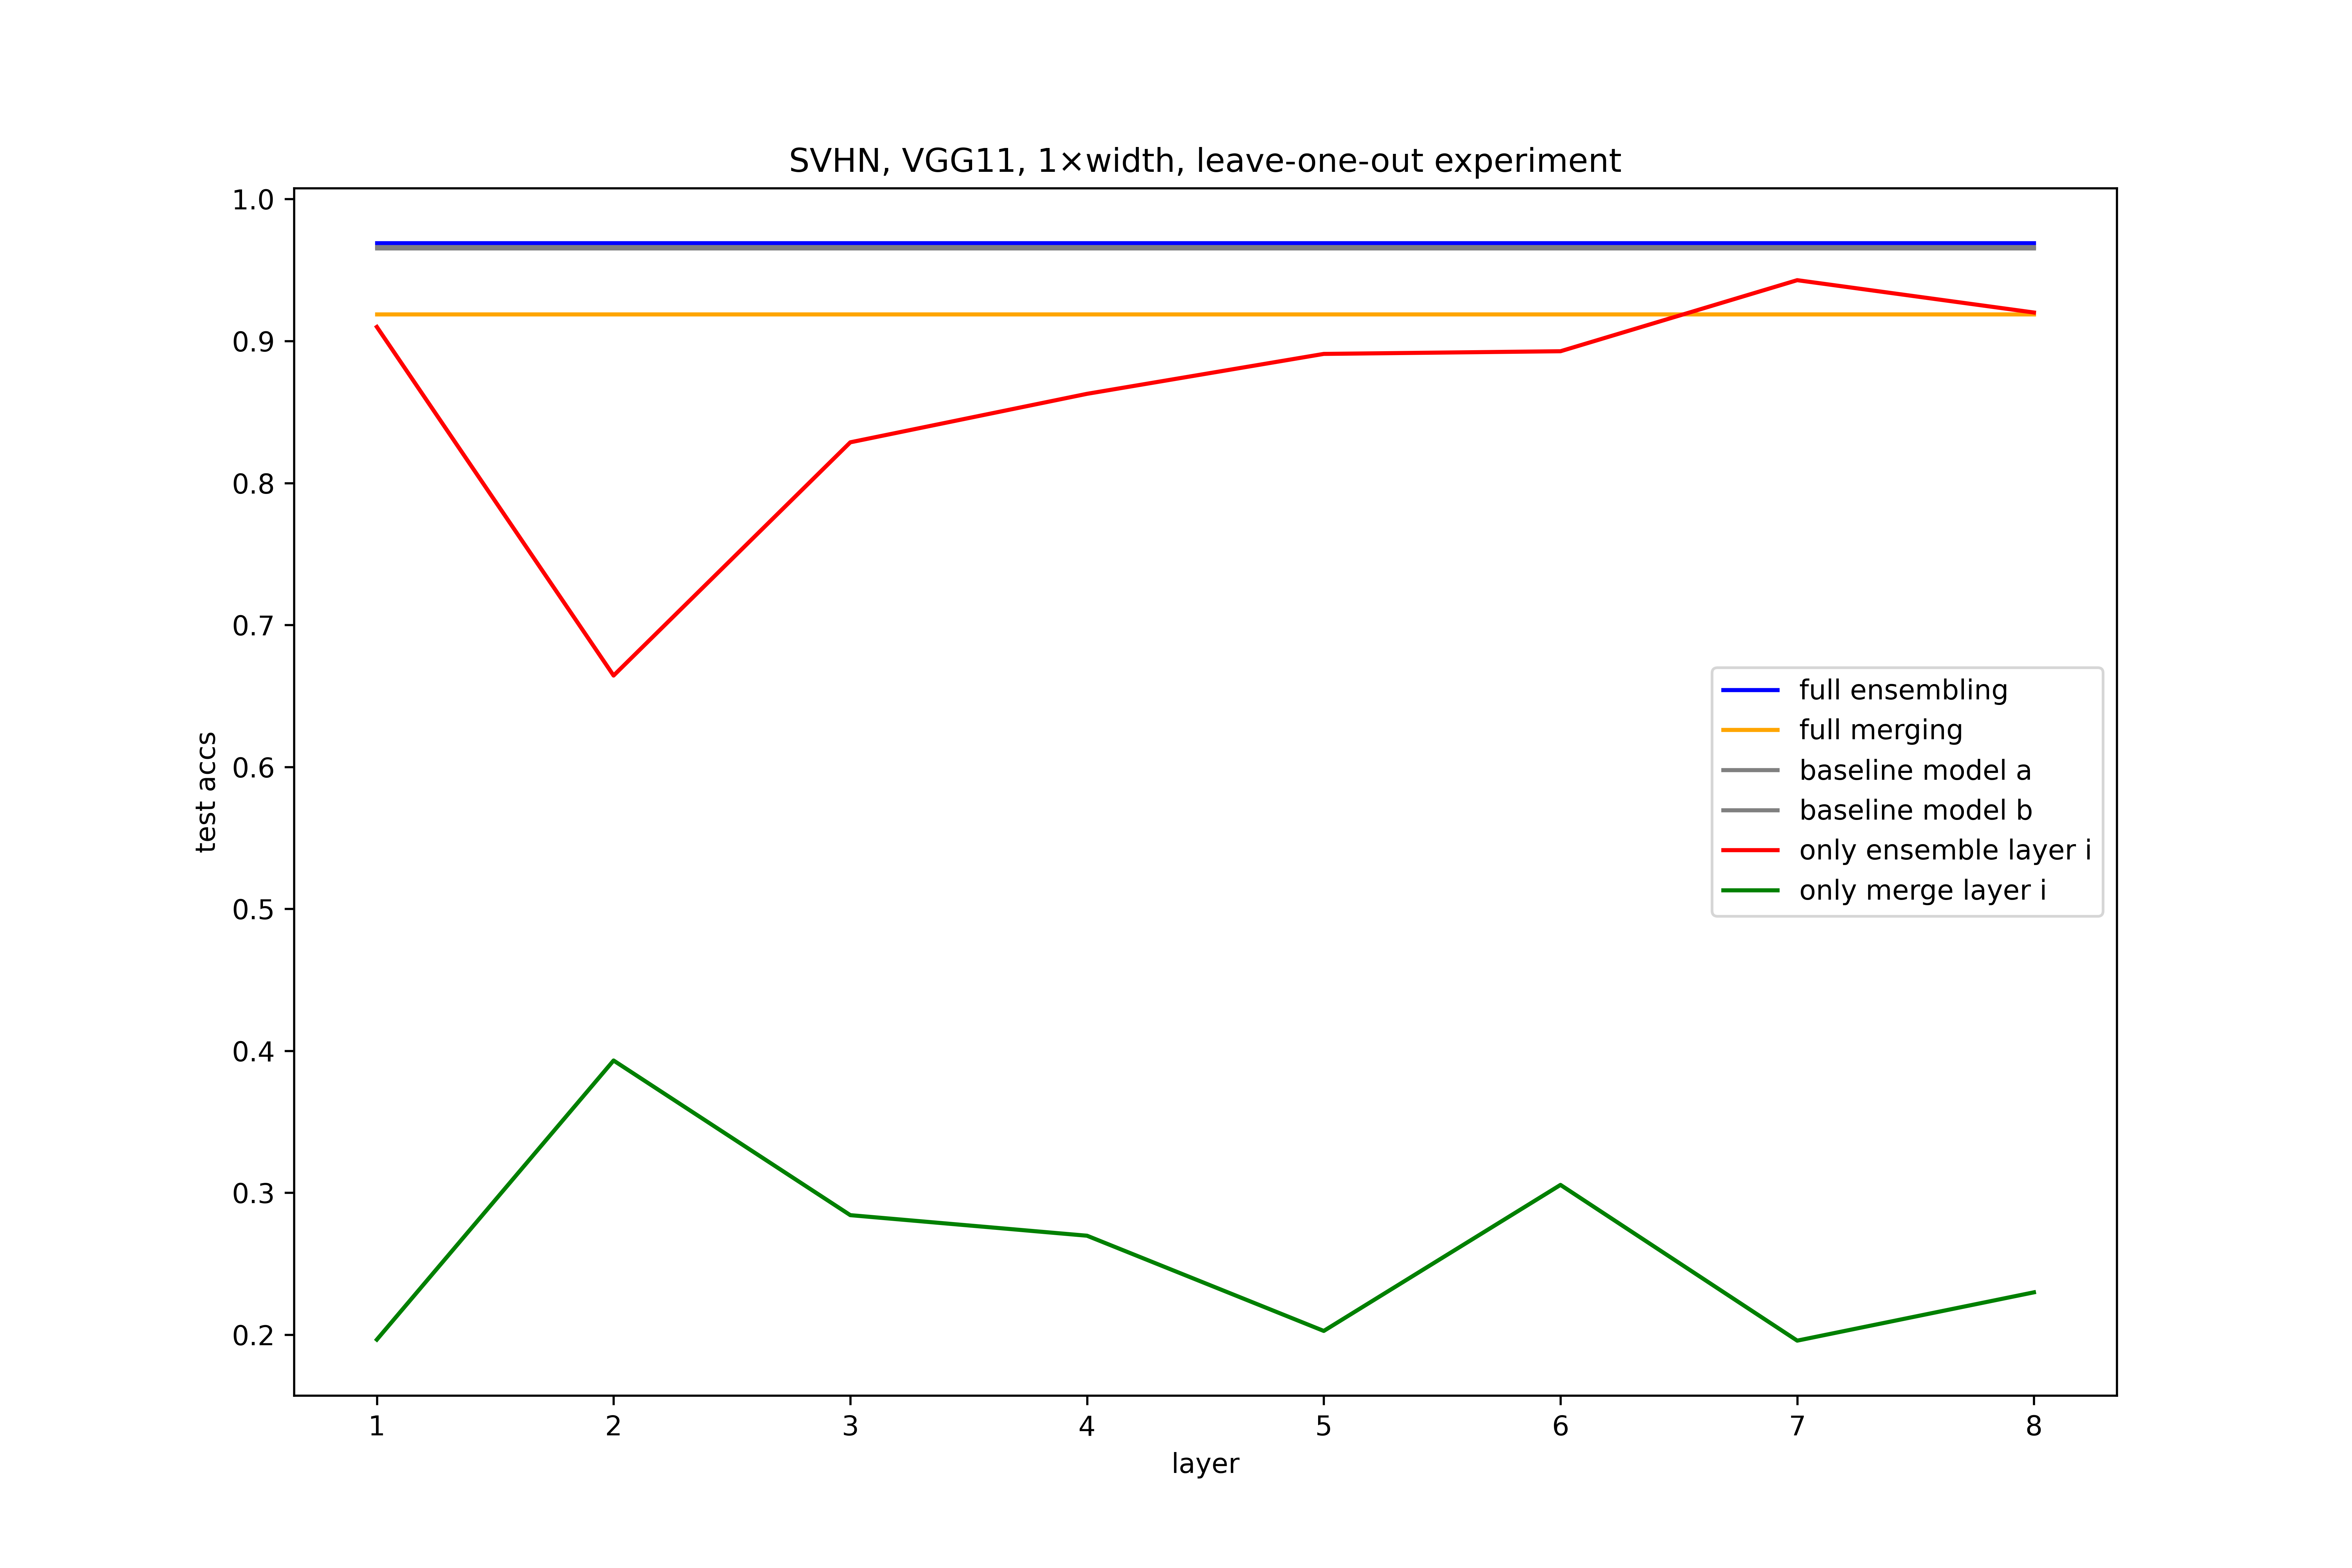 SVHN, VGG11, 1×width, leave-one-out experiment
1.0
0.9
0.8
0.7
0.6
0.5
0.4
0.3
0.2
test accs
full ensembling
full merging
baseline model a
baseline model b
only ensemble layer i
only merge layer i
1 2 3 4 5 6 7 8
layer